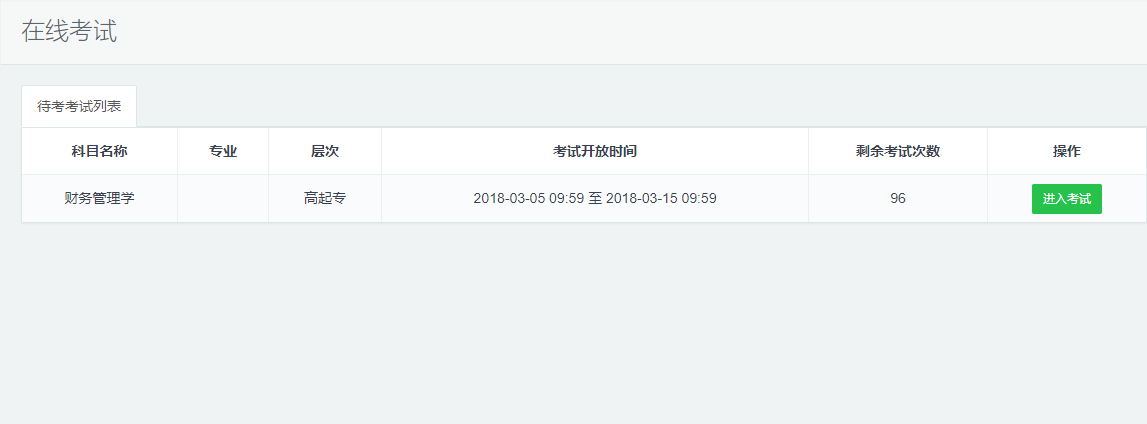 在线考试
待考考试列表
科目名称 专业 层次 考试开放时间 剩余考试次数 操作
财务管理学 高起专 2018-03-05 09:59 至 2018-03-15 09:59 96 进入考试